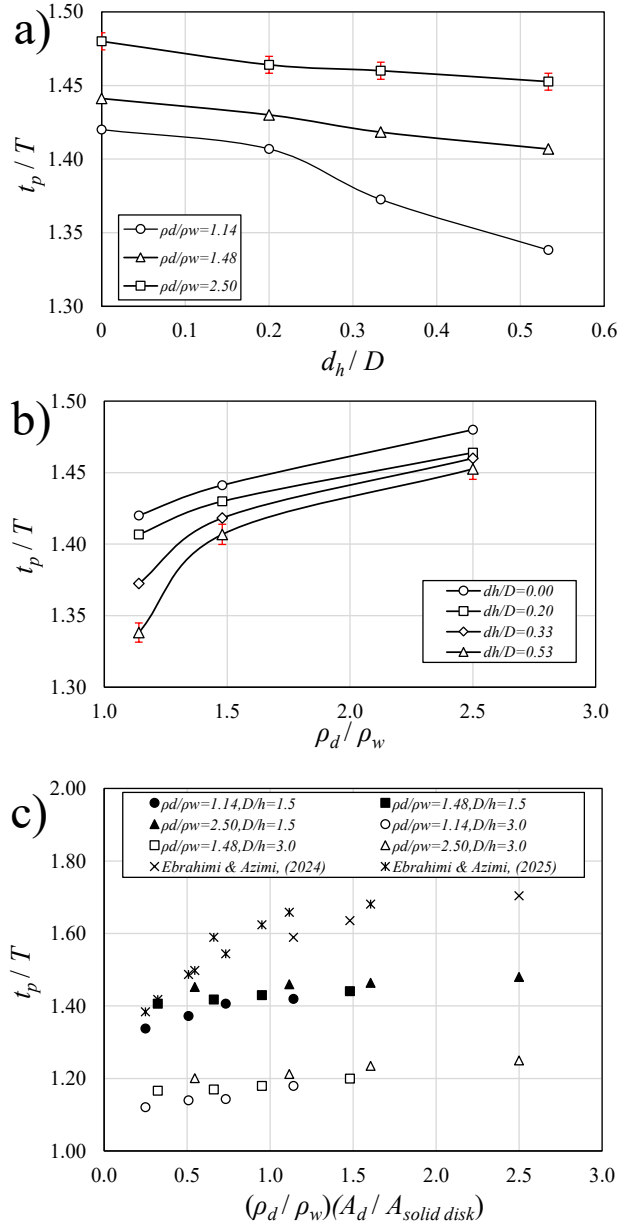 a)
1.50
1.45
1.40
1.35
1.30
t_p / T
ρd/ρw=1.14
ρd/ρw=1.48
ρd/ρw=2.50
0 0.1 0.2 0.3 0.4 0.5 0.6
d_h / D
b)
1.50
1.45
1.40
1.35
1.30
t_p / T
dh/D=0.00
dh/D=0.20
dh/D=0.33
dh/D=0.53
1.0 1.5 2.0 2.5 3.0
ρ_d / ρ_w
c)
2.00
1.80
1.60
1.40
1.20
1.00
t_p / T
ρd/ρw=1.14,D/h=1.5 ρd/ρw=1.48,D/h=1.5
ρd/ρw=2.50,D/h=1.5 ρd/ρw=1.14,D/h=3.0
ρd/ρw=1.48,D/h=3.0 ρd/ρw=2.50,D/h=3.0
Ebrahimi & Azimi, (2024) Ebrahimi & Azimi, (2025)
0.0 0.5 1.0 1.5 2.0 2.5 3.0
(ρ_d / ρ_w)(A_d / A_solid disk)